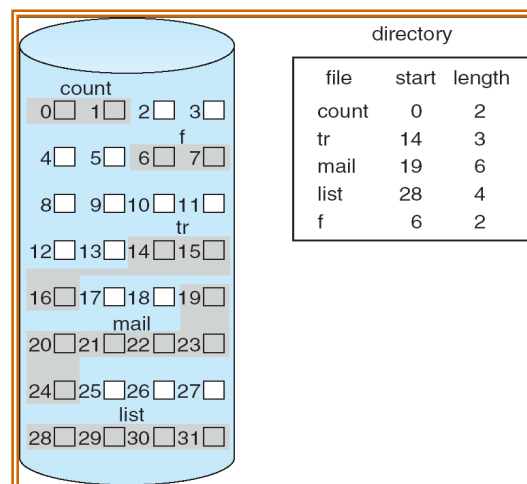 directory
file start length
count 0 2
tr 14 3
mail 19 6
list 28 4
f 6 2
count
0 1 2 3
f
4 5 6 7
8 9 10 11
tr
12 13 14 15
16 17 18 19
mail
20 21 22 23
24 25 26 27
list
28 29 30 31